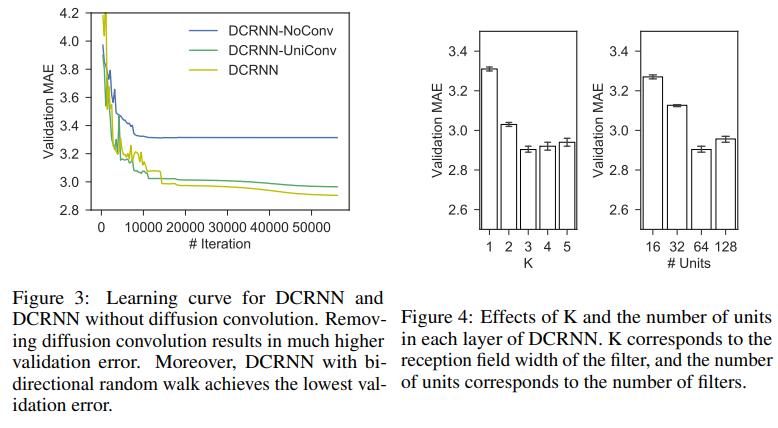 4.2
4.0
3.8
3.6
3.4
3.2
3.0
2.8
Validation MAE
DCRNN-NoConv
DCRNN-UniConv
DCRNN
0 10000 20000 30000 40000 50000
# Iteration
3.4
3.2
3.0
2.8
2.6
Validation MAE
1 2 3 4 5
K
3.4
3.2
3.0
2.8
2.6
Validation MAE
16 32 64 128
# Units
Figure 3: Learning curve for DCRNN and
DCRNN without diffusion convolution. Remov-
ing diffusion convolution results in much higher
validation error. Moreover, DCRNN with bi-
directional random walk achieves the lowest val-
idation error.
Figure 4: Effects of K and the number of units
in each layer of DCRNN. K corresponds to the
reception field width of the filter, and the number
of units corresponds to the number of filters.